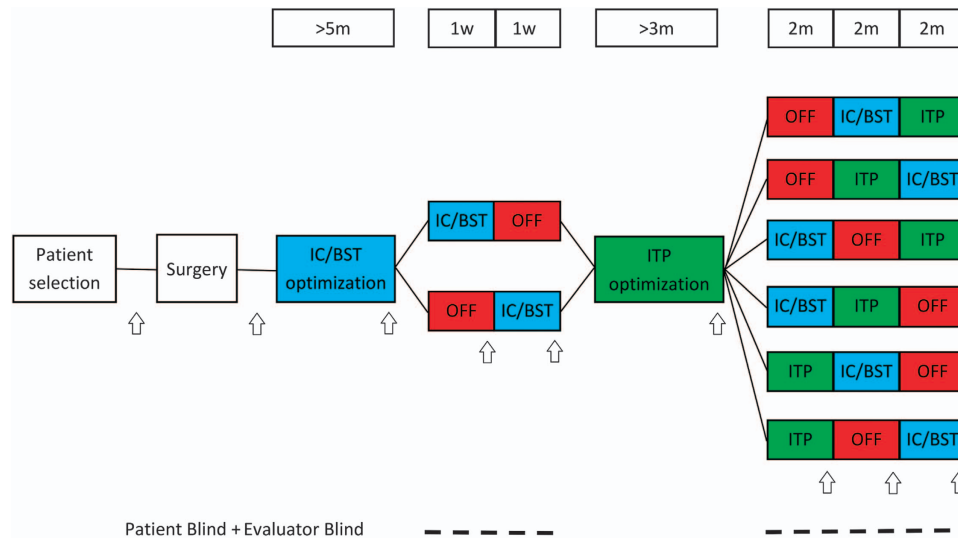 >5m 1w 1w >3m 2m 2m 2m
OFF IC/BST ITP
OFF ITP IC/BST
IC/BST OFF ITP
IC/BST OFF
Patient selection
Surgery
IC/BST optimization
ITP optimization
OFF IC/BST
IC/BST ITP OFF
ITP IC/BST OFF
ITP OFF IC/BST
Patient Blind + Evaluator Blind